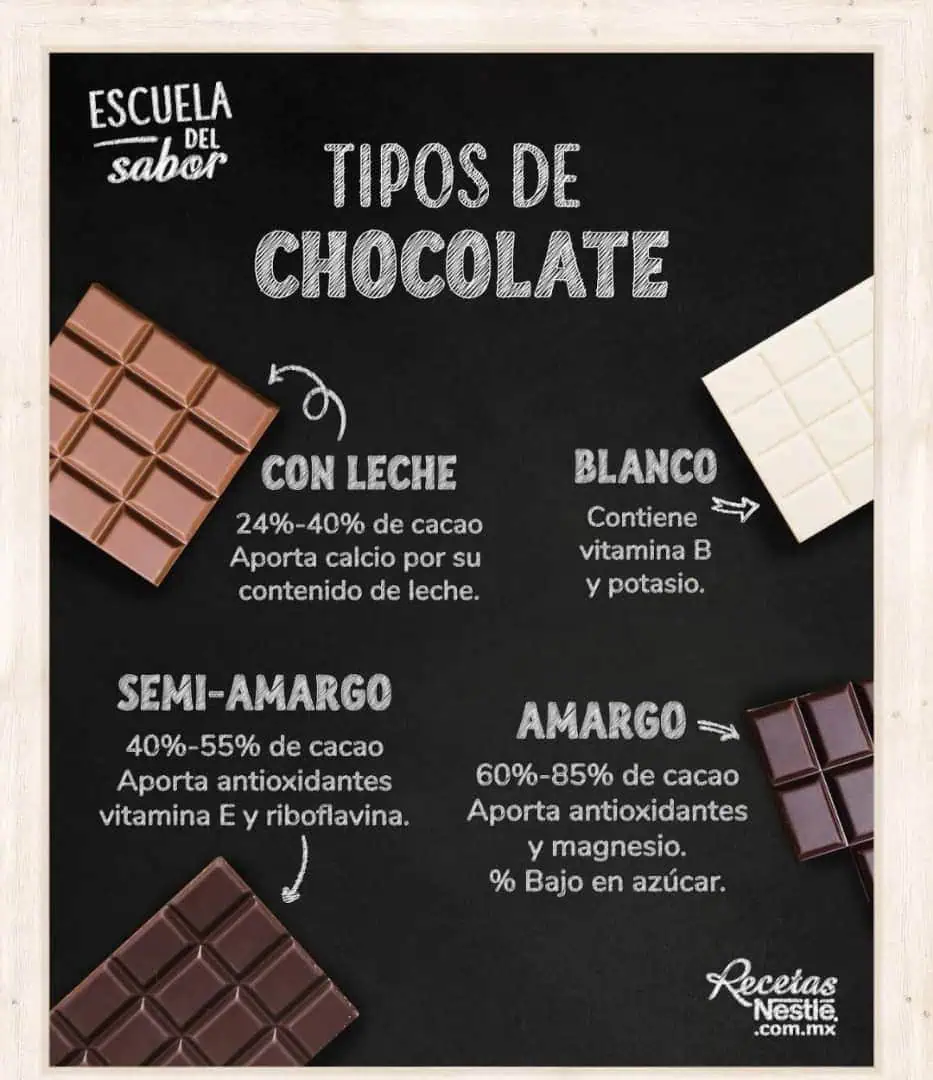 ESCUELA
DEL
sabor
TIPOS DE
CHOCOLATE
CON LECHE
24%-40% de cacao
Aporta calcio por su
contenido de leche.
BLANCO
Contiene
vitamina B
y potasio.
SEMI-AMARGO
40%-55% de cacao
Aporta antioxidantes
vitamina E y riboflavina.
AMARGO
60%-85% de cacao
Aporta antioxidantes
y magnesio.
% Bajo en azúcar.
Recetas
Nestlé.
.com.mx